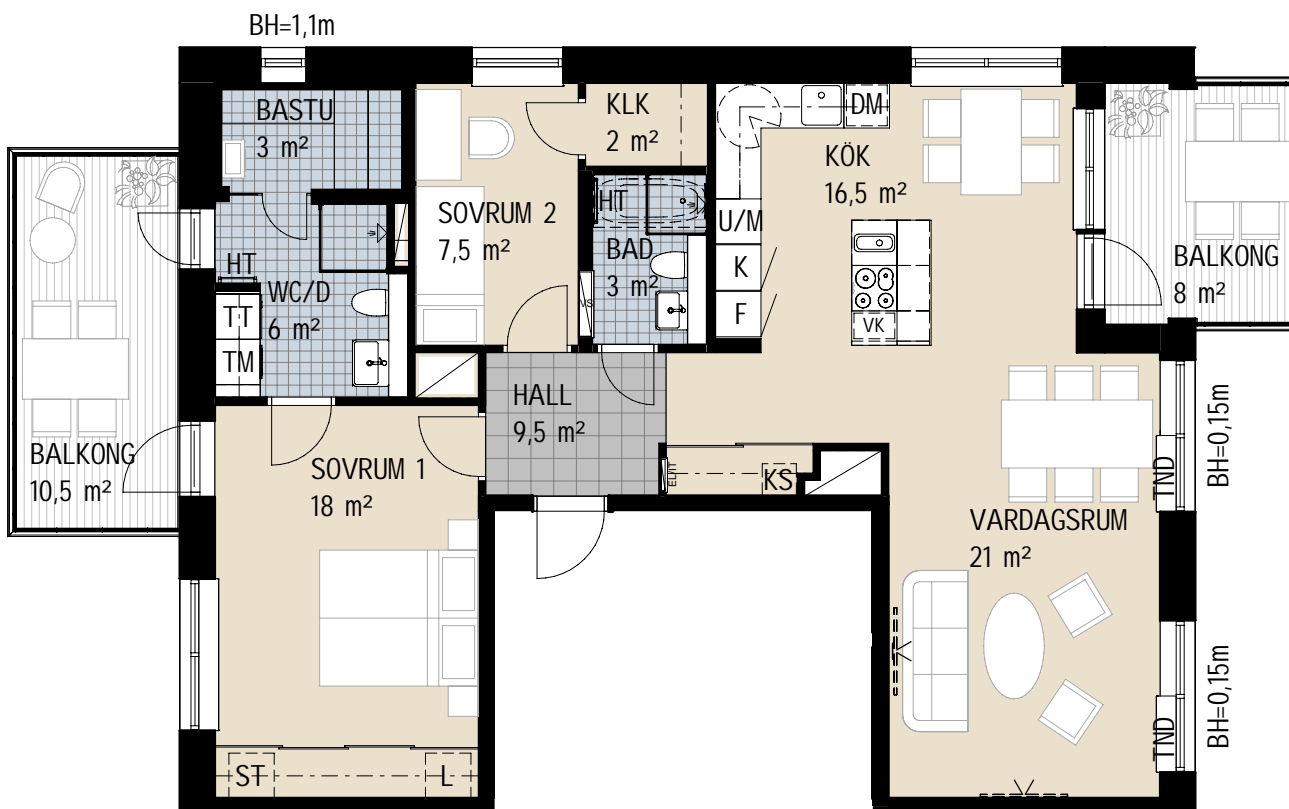 BH=1,1m
BASTU
3 m²
KLK
2 m²
DM
KÖK
16,5 m²
HT
U/M
SOVRUM 2
7,5 m²
BAD
3 m²
K
BALKONG
8 m²
HT
WC/D
6 m²
VS
F
VK
TT
TM
HALL
9,5 m²
BH=0,15m
BALKONG
10,5 m²
SOVRUM 1
18 m²
EL/IT
KS
TND
VARDAGSRUM
21 m²
BH=0,15m
TND
ST
L